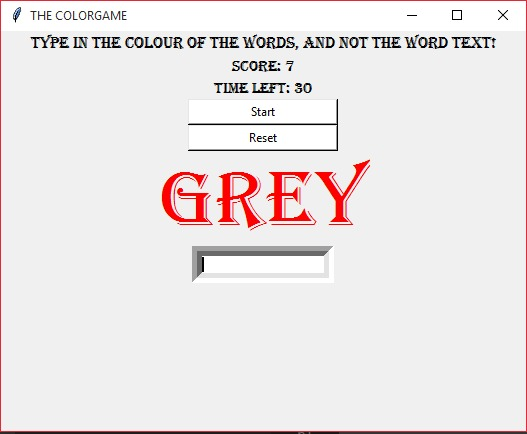 THE COLORGAME
TYPE IN THE COLOUR OF THE WORDS, AND NOT THE WORD TEXT!
SCORE: 7
TIME LEFT: 30
Start
Reset
GREY